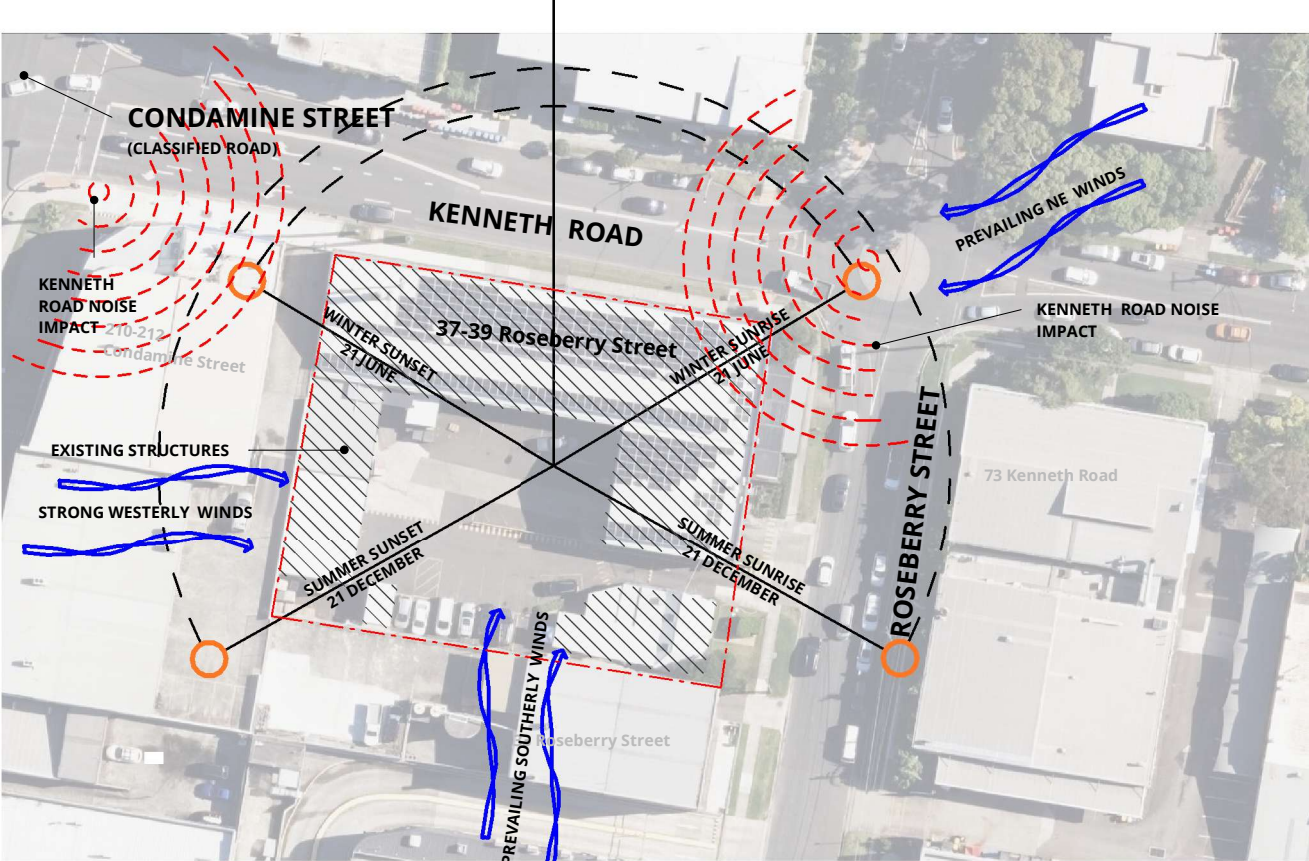 CONDAMINE STREET
(CLASSIFIED ROAD)
KENNETH ROAD
PREVAILING NE WINDS
KENNETH
ROAD NOISE
IMPACT
210-212
Condamine Street
37-39 Roseberry Street
WINTER SUNSET
21 JUNE
WINTER SUNRISE
21 JUNE
KENNETH ROAD NOISE
IMPACT
EXISTING STRUCTURES
STRONG WESTERLY WINDS
ROSEBERRY STREET
73 Kenneth Road
SUMMER SUNSET
21 DECEMBER
SUMMER SUNRISE
21 DECEMBER
PREVAILING SOUTHERLY WINDS
Roseberry Street